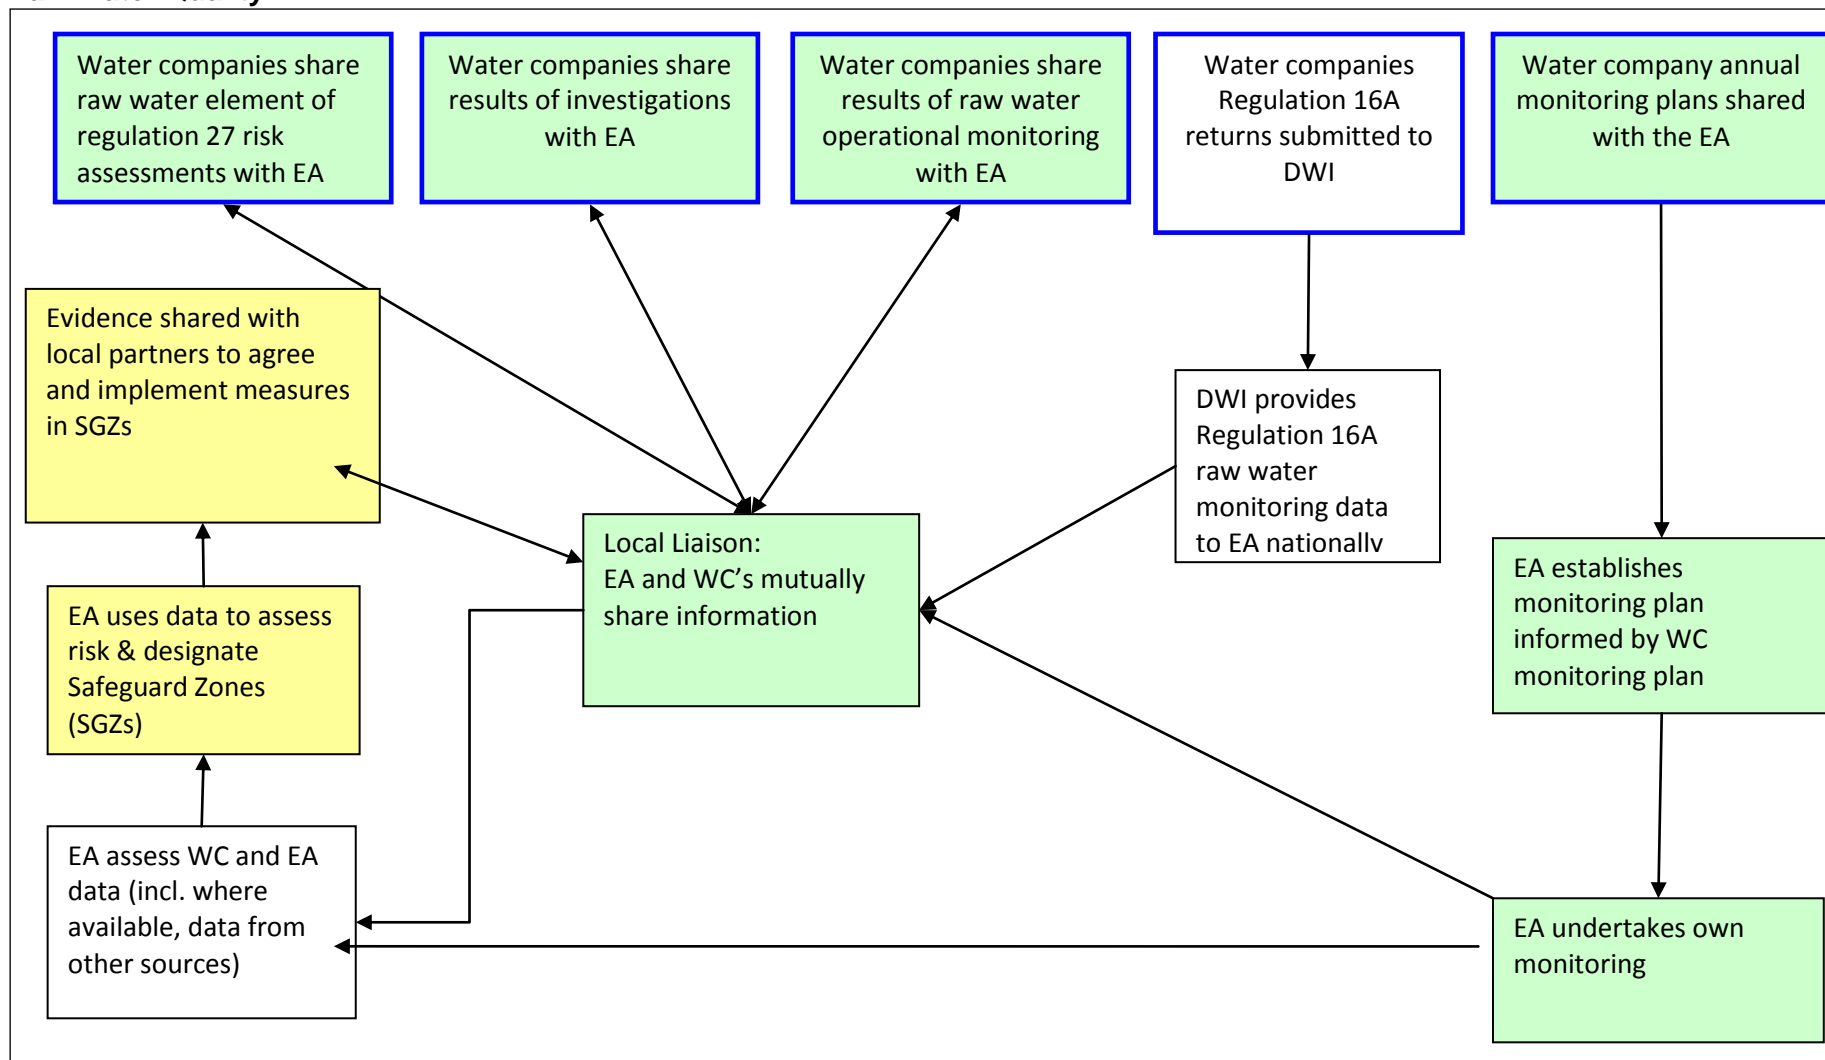 Water companies share
raw water element of
regulation 27 risk
assessments with EA
Water companies share
results of investigations
with EA
Water companies share
results of raw water
operational monitoring
with EA
Water companies
Regulation 16A
returns submitted to
DWI
Water company annual
monitoring plans shared
with the EA
Evidence shared with
local partners to agree
and implement measures
in SGZs
DWI provides
Regulation 16A
raw water
monitoring data
to EA nationally
Local Liaison:
EA and WC’s mutually
share information
EA establishes
monitoring plan
informed by WC
monitoring plan
EA uses data to assess
risk & designate
Safeguard Zones
(SGZs)
EA assess WC and EA
data (incl. where
available, data from
other sources)
EA undertakes own
monitoring